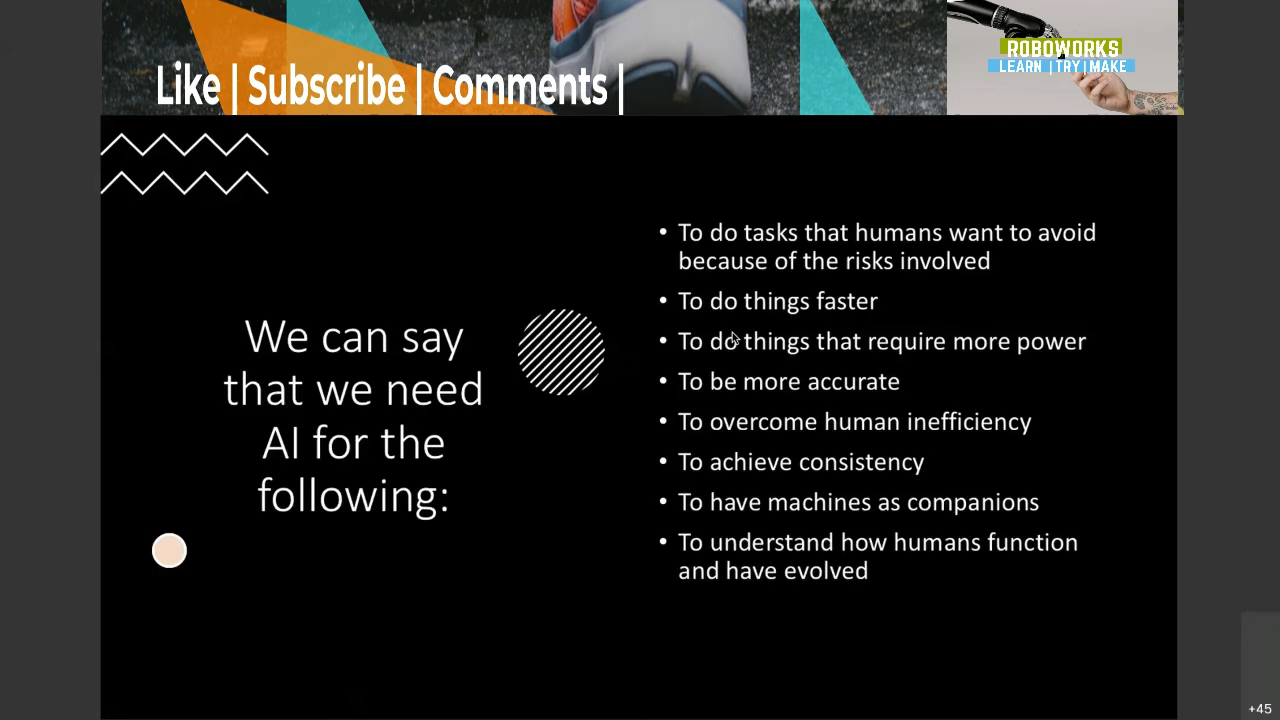 Like | Subscribe | Comments |
ROBOWORKS
LEARN | TRY | MAKE
We can say
that we need
AI for the
following:
• To do tasks that humans want to avoid
because of the risks involved
• To do things faster
• To do things that require more power
• To be more accurate
• To overcome human inefficiency
• To achieve consistency
• To have machines as companions
• To understand how humans function
and have evolved
+45